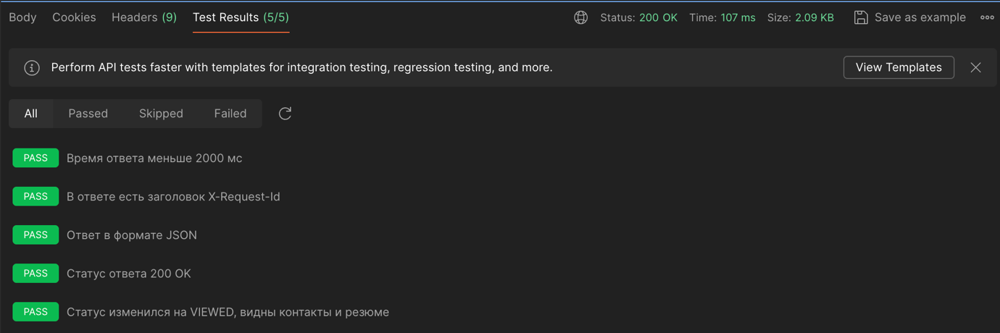 Body Cookies Headers (9) Test Results (5/5) Status: 200 OK Time: 107 ms Size: 2.09 KB Save as example
Perform API tests faster with templates for integration testing, regression testing, and more. View Templates
All Passed Skipped Failed
PASS Время ответа меньше 2000 мс
PASS В ответе есть заголовок X-Request-Id
PASS Ответ в формате JSON
PASS Статус ответа 200 OK
PASS Статус изменился на VIEWED, видны контакты и резюме